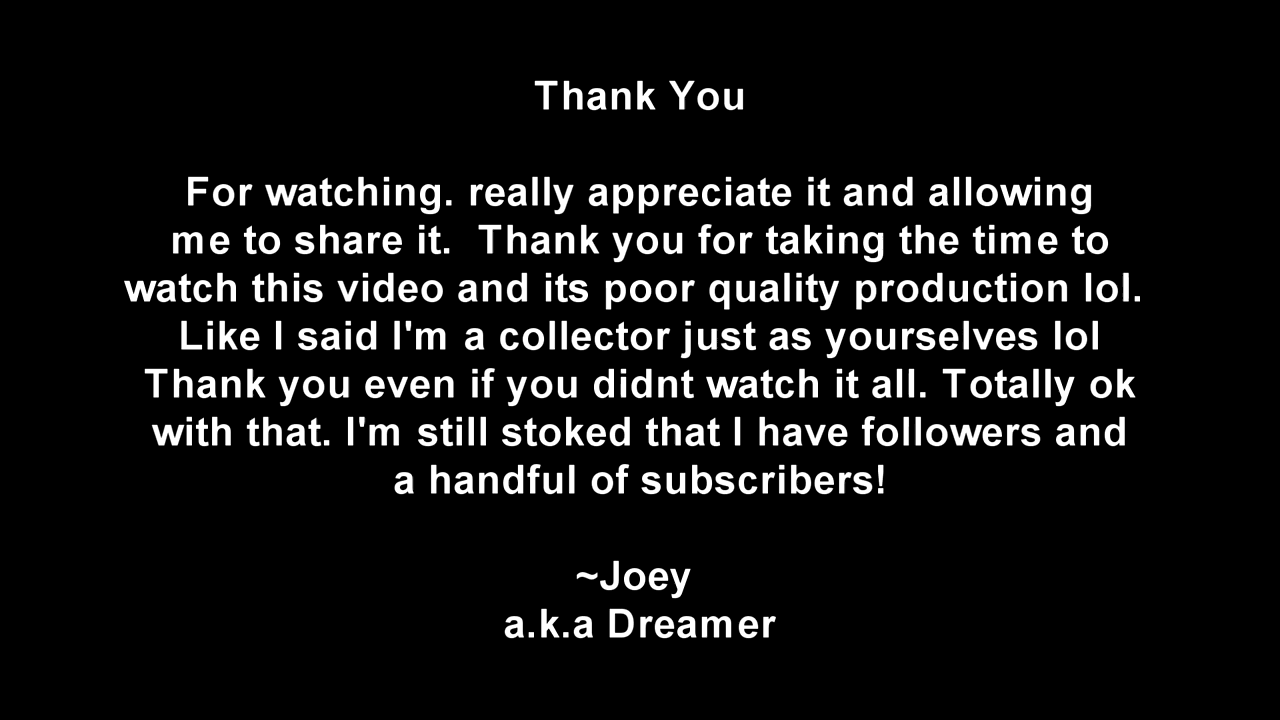 Thank You
For watching. really appreciate it and allowing
me to share it.  Thank you for taking the time to
watch this video and its poor quality production lol.
Like I said I'm a collector just as yourselves lol
Thank you even if you didnt watch it all. Totally ok
with that. I'm still stoked that I have followers and
a handful of subscribers!
~Joey
a.k.a Dreamer